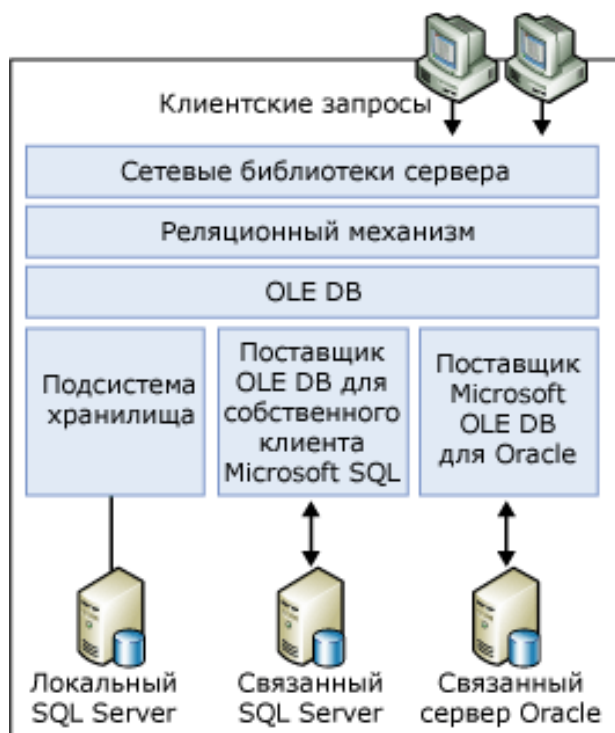 Клиентские запросы
Сетевые библиотеки сервера
Реляционный механизм
OLE DB
Подсистема
хранилища
Поставщик
OLE DB для
собственного
клиента
Microsoft SQL
Поставщик
Microsoft
OLE DB
для Oracle
Локальный
SQL Server
Связанный
SQL Server
Связанный
сервер Oracle